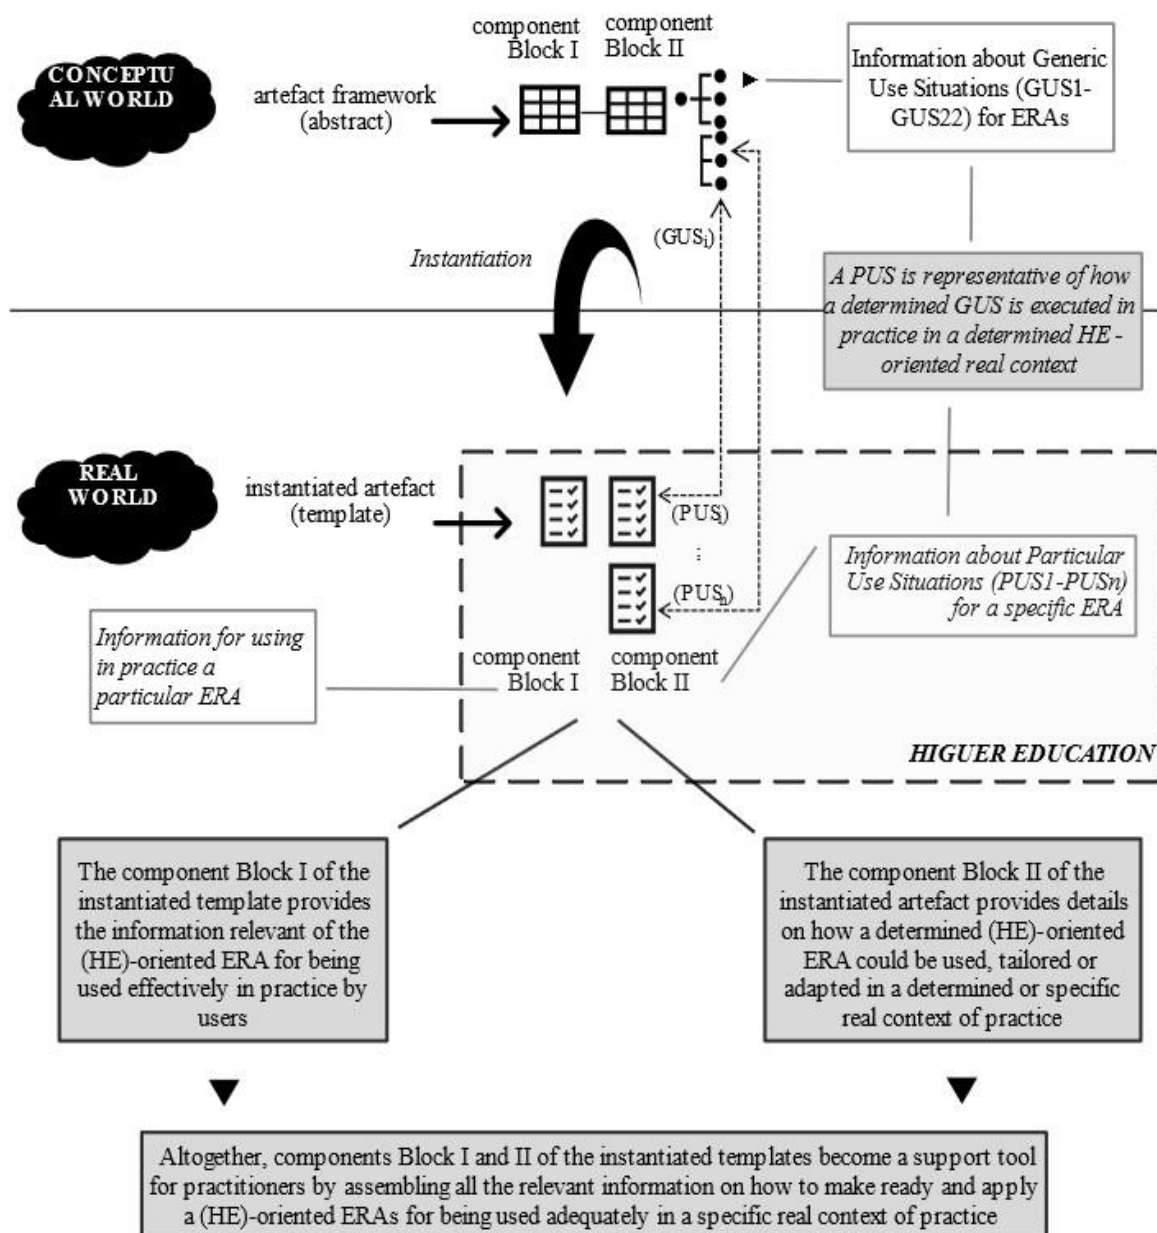 component
Block I
component
Block II
CONCEPTU
AL WORLD
artefact framework
(abstract)
Information about Generic
Use Situations (GUS1-
GUS22) for ERAs
(GUSi)
Instantiation
A PUS is representative of how
a determined GUS is executed in
practice in a determined HE -
oriented real context
REAL
WORLD
instantiated artefact
(template)
(PUSi)
⋮
(PUSn)
Information about Particular
Use Situations (PUS1-PUSn)
for a specific ERA
Information for using
in practice a
particular ERA
component
Block I
component
Block II
HIGUER EDUCATION
The component Block I of the
instantiated template provides
the information relevant of the
(HE)-oriented ERA for being
used effectively in practice by
users
The component Block II of the
instantiated artefact provides details
on how a determined (HE)-oriented
ERA could be used, tailored or
adapted in a determined or specific
real context of practice
Altogether, components Block I and II of the instantiated templates become a support tool
for practitioners by assembling all the relevant information on how to make ready and apply
a (HE)-oriented ERAs for being used adequately in a specific real context of practice